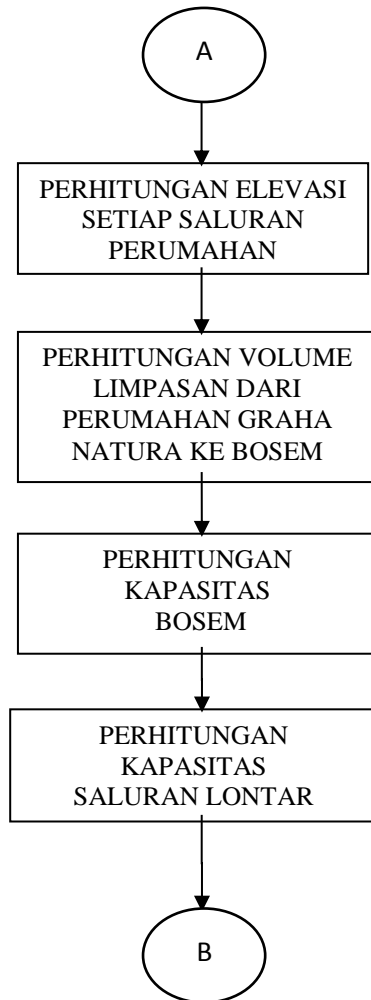 A
PERHITUNGAN ELEVASI
SETIAP SALURAN
PERUMAHAN
PERHITUNGAN VOLUME
LIMPASAN DARI
PERUMAHAN GRAHA
NATURA KE BOSEM
PERHITUNGAN
KAPASITAS
BOSEM
PERHITUNGAN
KAPASITAS
SALURAN LONTAR
B